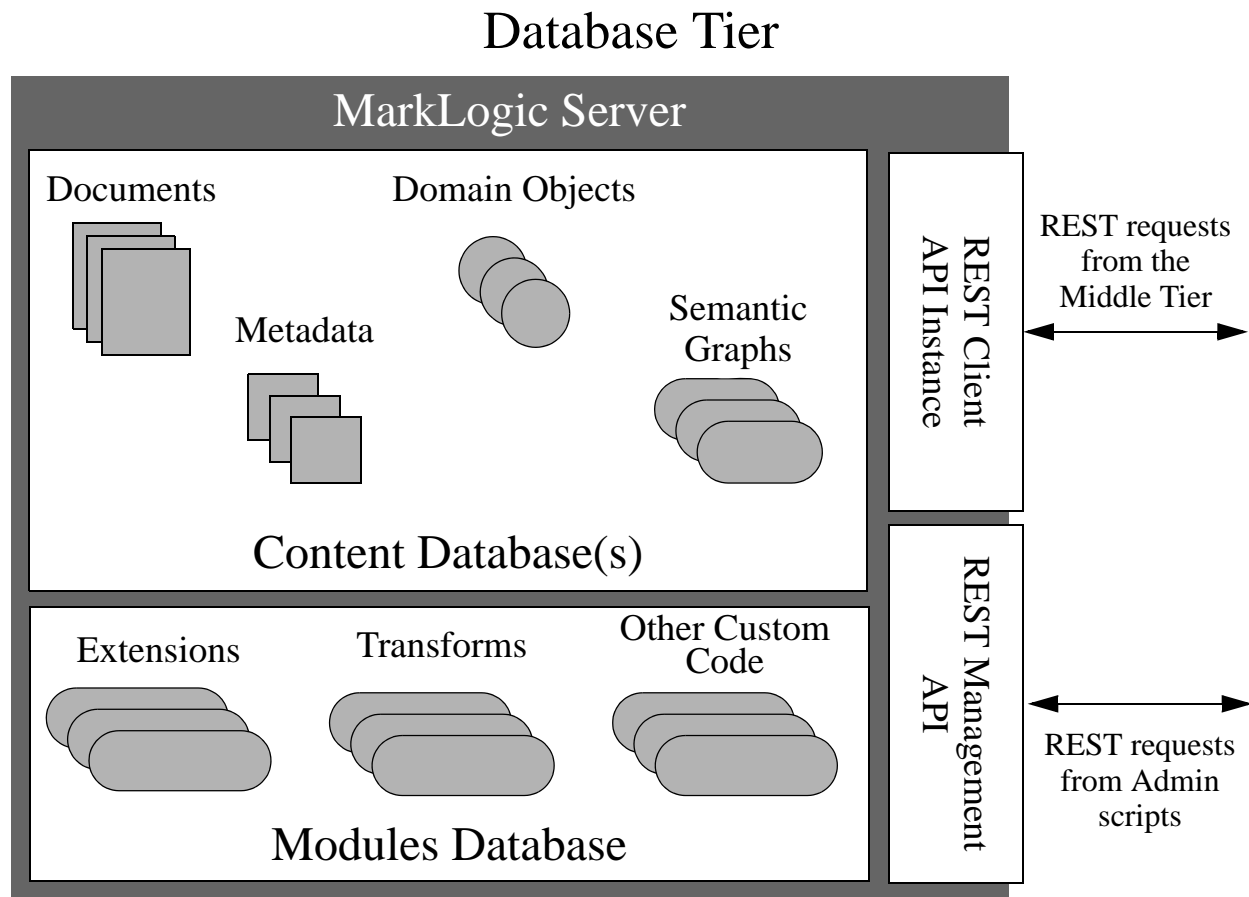 Database Tier
MarkLogic Server
Documents
Domain Objects
Metadata
Semantic
Graphs
Content Database(s)
REST Client
API Instance
REST requests
from the
Middle Tier
Extensions
Transforms
Other Custom
Code
Modules Database
REST Management
API
REST requests
from Admin
scripts